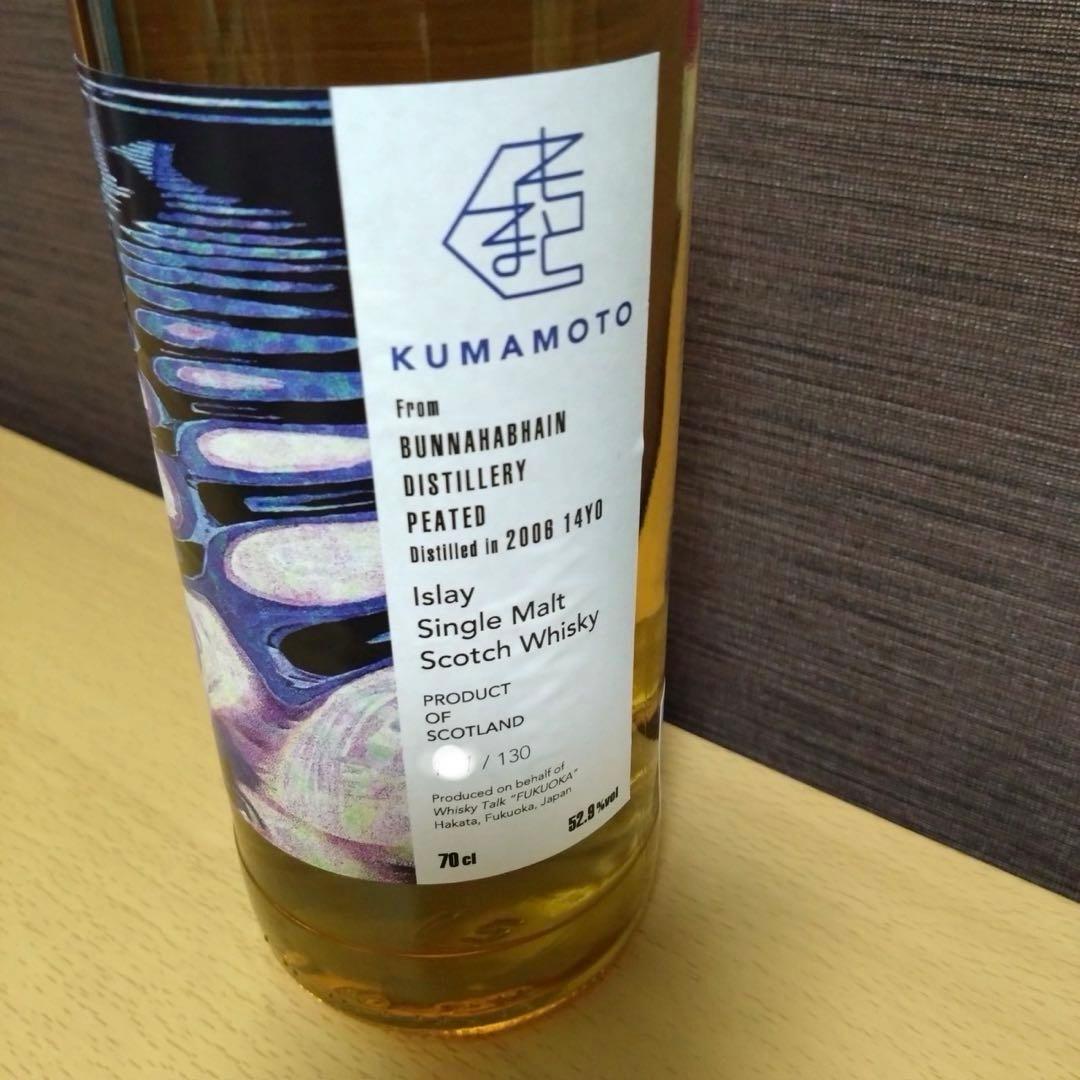 KUMAMOTO
From
BUNNAHABHAIN
DISTILLERY
PEATED
Distilled in 2006 14YO
Islay
Single Malt
Scotch Whisky
PRODUCT
OF
SCOTLAND
/ 130
Produced on behalf of
Whisky Talk "FUKUOKA"
Hakata, Fukuoka, Japan
52.9%vol
70cl